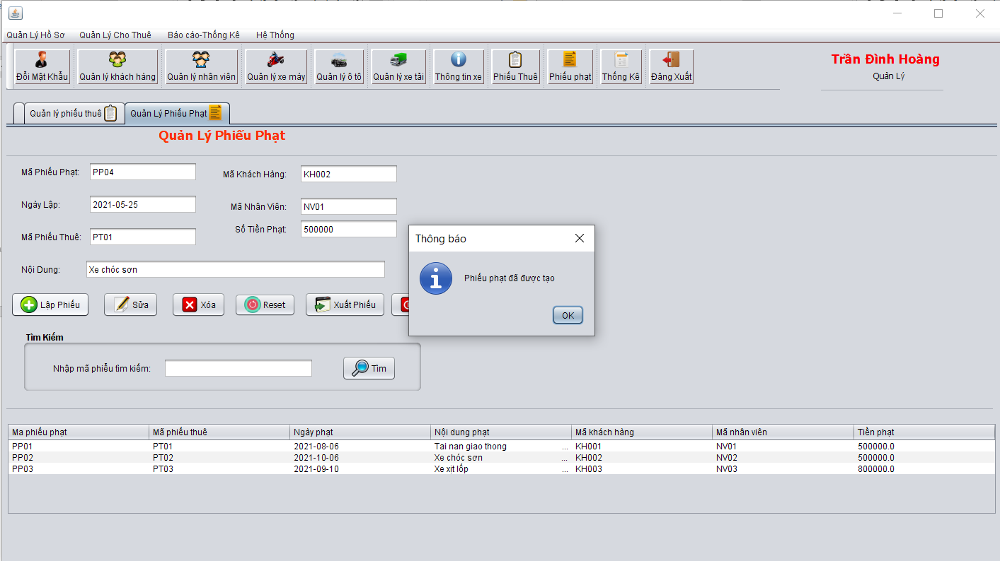 Quản Lý Hồ Sơ Quản Lý Cho Thuê Báo cáo-Thống Kê Hệ Thống
Đổi Mật Khẩu Quản lý khách hàng Quản lý nhân viên Quản lý xe máy Quản lý ô tô Quản lý xe tải Thông tin xe Phiếu Thuê Phiếu phạt Thống Kê Đăng Xuất
Trần Đình Hoàng
Quản Lý
Quản lý phiếu thuê Quản Lý Phiếu Phạt
Quản Lý Phiếu Phạt
Mã Phiếu Phạt: PP04 Mã Khách Hàng: KH002
Ngày Lập: 2021-05-25 Mã Nhân Viên: NV01
Số Tiền Phạt: 500000
Mã Phiếu Thuê: PT01
Nội Dung: Xe chóc sơn
Lập Phiếu Sửa Xóa Reset Xuất Phiếu
Thông báo
Phiếu phạt đã được tạo
OK
Tìm Kiếm
Nhập mã phiễu tìm kiếm: Tìm
Ma phiếu phạt Mã phiếu thuê Ngày phạt Nội dung phạt Mã khách hàng Mã nhân viên Tiền phạt
PP01 PT01 2021-08-06 Tai nan giao thong ... KH001 NV01 500000.0
PP02 PT02 2021-10-06 Xe chóc sơn ... KH002 NV02 500000.0
PP03 PT03 2021-09-10 Xe xịt lốp ... KH003 NV03 800000.0